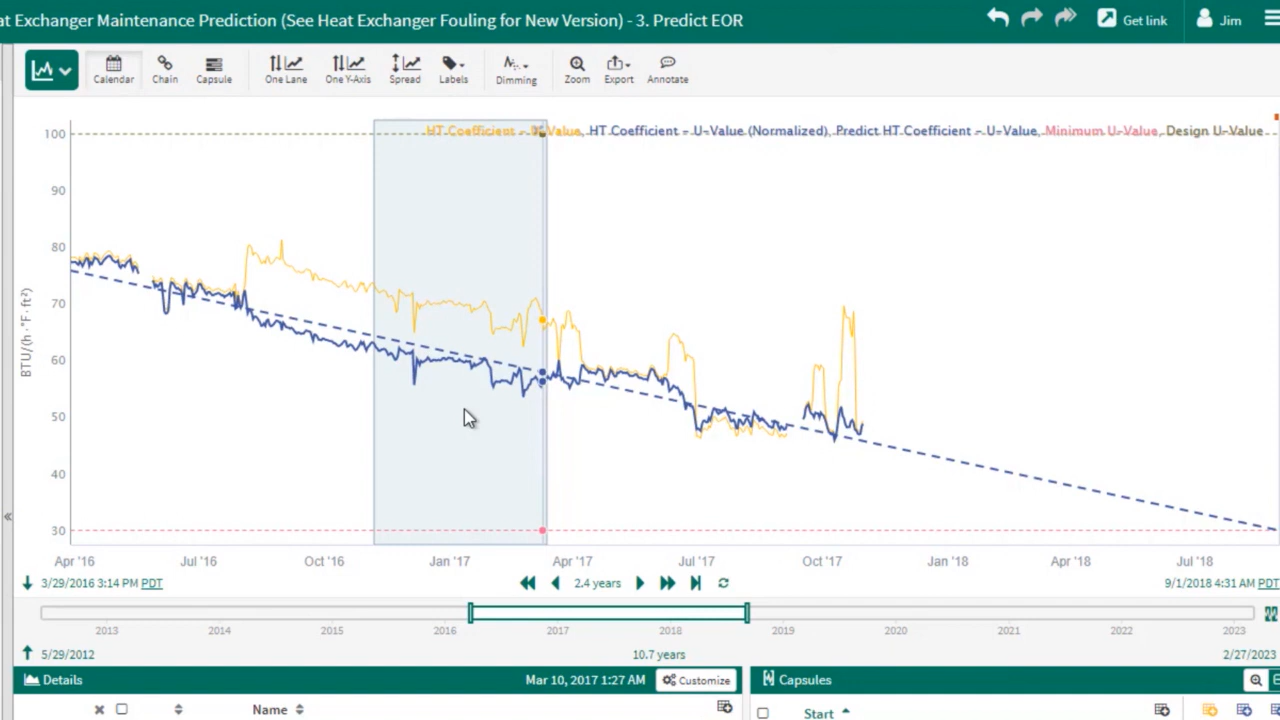 at Exchanger Maintenance Prediction (See Heat Exchanger Fouling for New Version) - 3. Predict EOR
Get link
Jim
Calendar
Chain
Capsule
One Lane
One Y-Axis
Spread
Labels
Dimming
Zoom
Export
Annotate
HT Coefficient - U-Value, HT Coefficient - U-Value (Normalized), Predict HT Coefficient - U-Value, Minimum U-Value, Design U-Value
100
90
80
70
60
50
40
30
BTU/(h·°F·ft²)
Apr '16 Jul '16 Oct '16 Jan '17 Apr '17 Jul '17 Oct '17 Jan '18 Apr '18 Jul '18
3/29/2016 3:14 PM PDT
2.4 years
9/1/2018 4:31 AM PDT
2013 2014 2015 2016 2017 2018 2019 2020 2021 2022 2023
5/29/2012
10.7 years
2/27/2023
Details
Mar 10, 2017 1:27 AM
Customize
Capsules
Name
Start